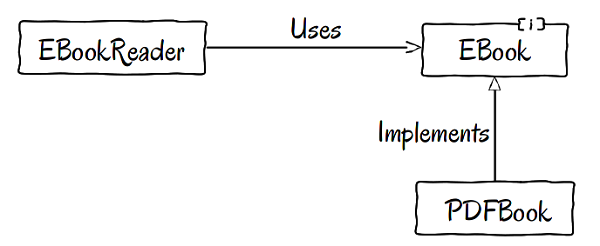 Uses
EBookReader
[i]
EBook
Implements
PDFBook